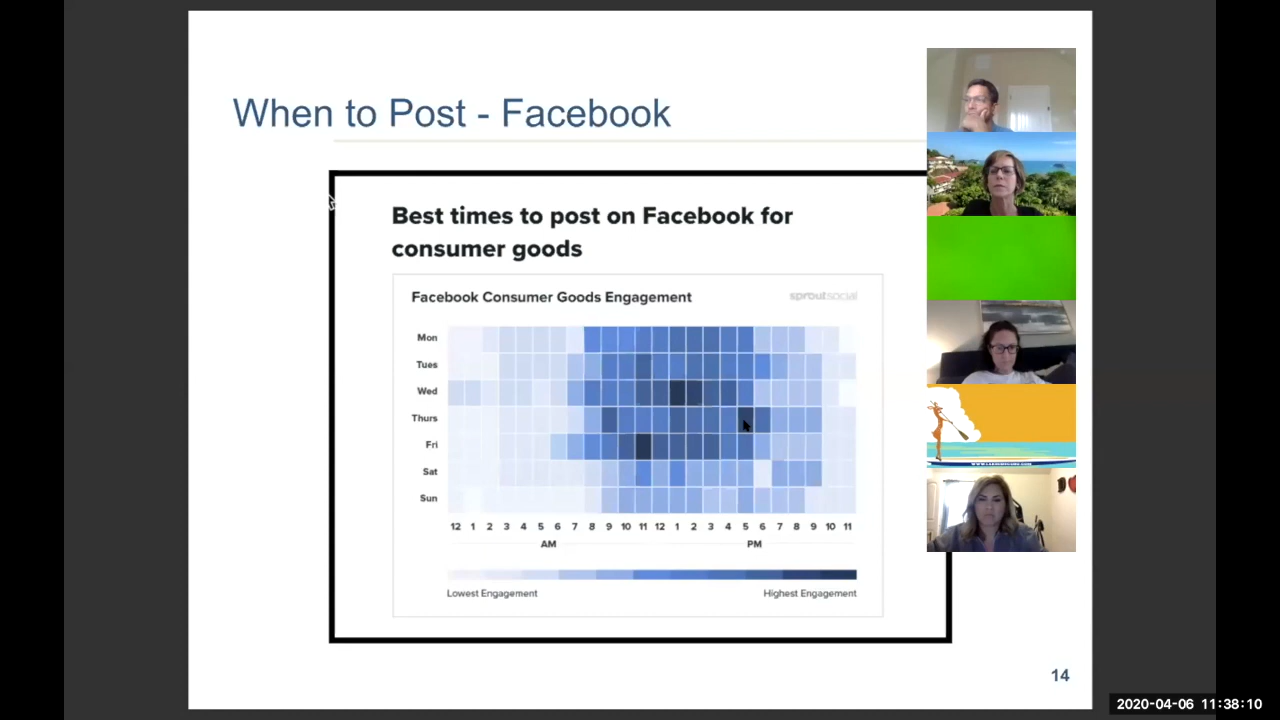 When to Post - Facebook
Best times to post on Facebook for
consumer goods
Facebook Consumer Goods Engagement
sproutsocial
Mon
Tues
Wed
Thurs
Fri
Sat
Sun
12 1 2 3 4 5 6 7 8 9 10 11 12 1 2 3 4 5 6 7 8 9 10 11
AM PM
Lowest Engagement Highest Engagement
14
2020-04-06 11:38:10